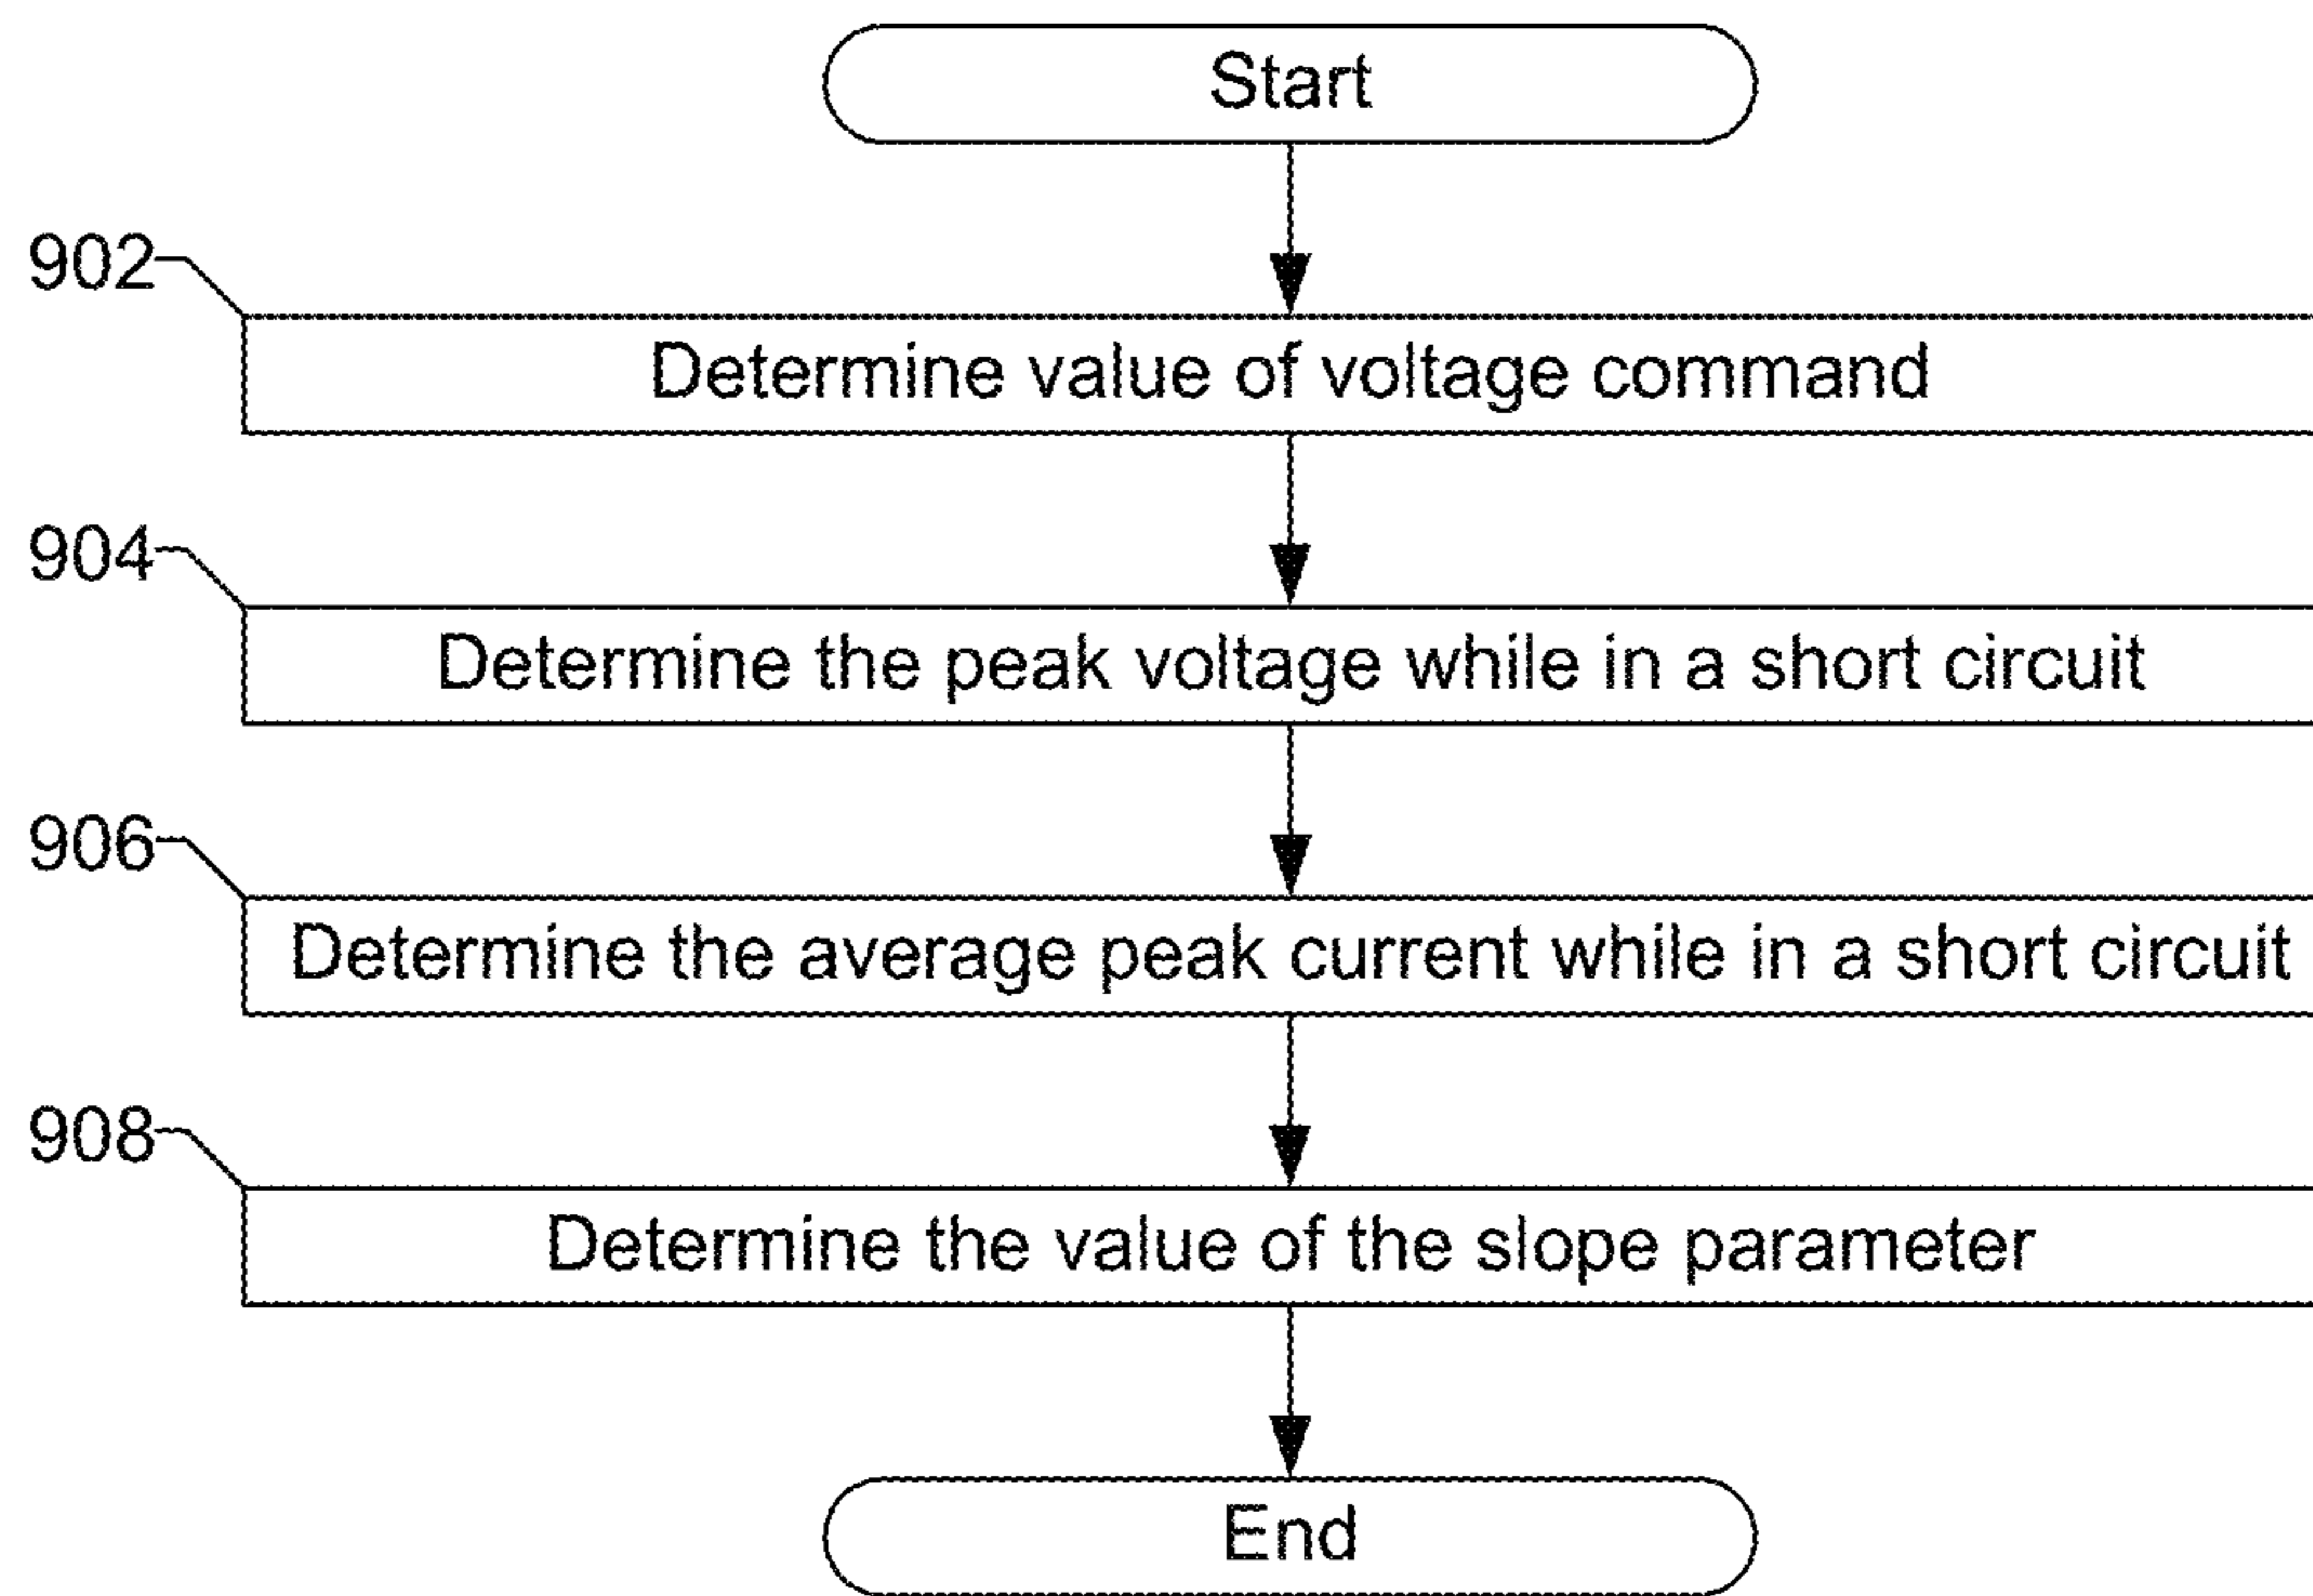 Start
902
Determine value of voltage command
904
Determine the peak voltage while in a short circuit
906
Determine the average peak current while in a short circuit
908
Determine the value of the slope parameter
End